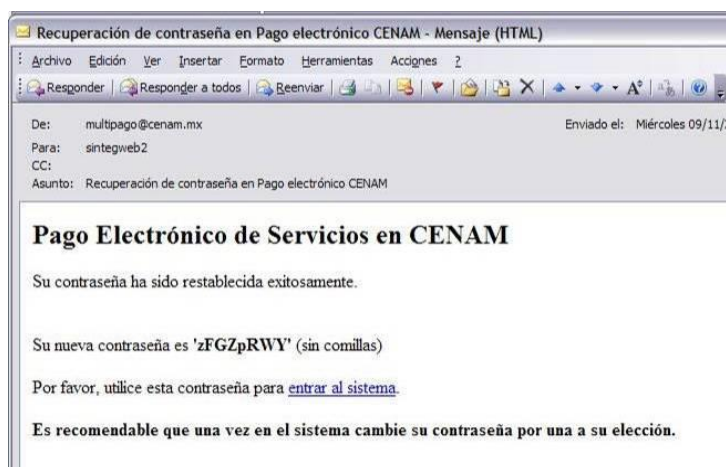 Recuperación de contraseña en Pago electrónico CENAM - Mensaje (HTML)
Archivo Edición Ver Insertar Formato Herramientas Acciones ?
Responder Responder a todos Reenviar
De: multipago@cenam.mx Enviado el: Miércoles 09/11/
Para: sintegweb2
CC:
Asunto: Recuperación de contraseña en Pago electrónico CENAM
Pago Electrónico de Servicios en CENAM
Su contraseña ha sido restablecida exitosamente.
Su nueva contraseña es 'zFGZpRWY' (sin comillas)
Por favor, utilice esta contraseña para entrar al sistema.
Es recomendable que una vez en el sistema cambie su contraseña por una a su elección.